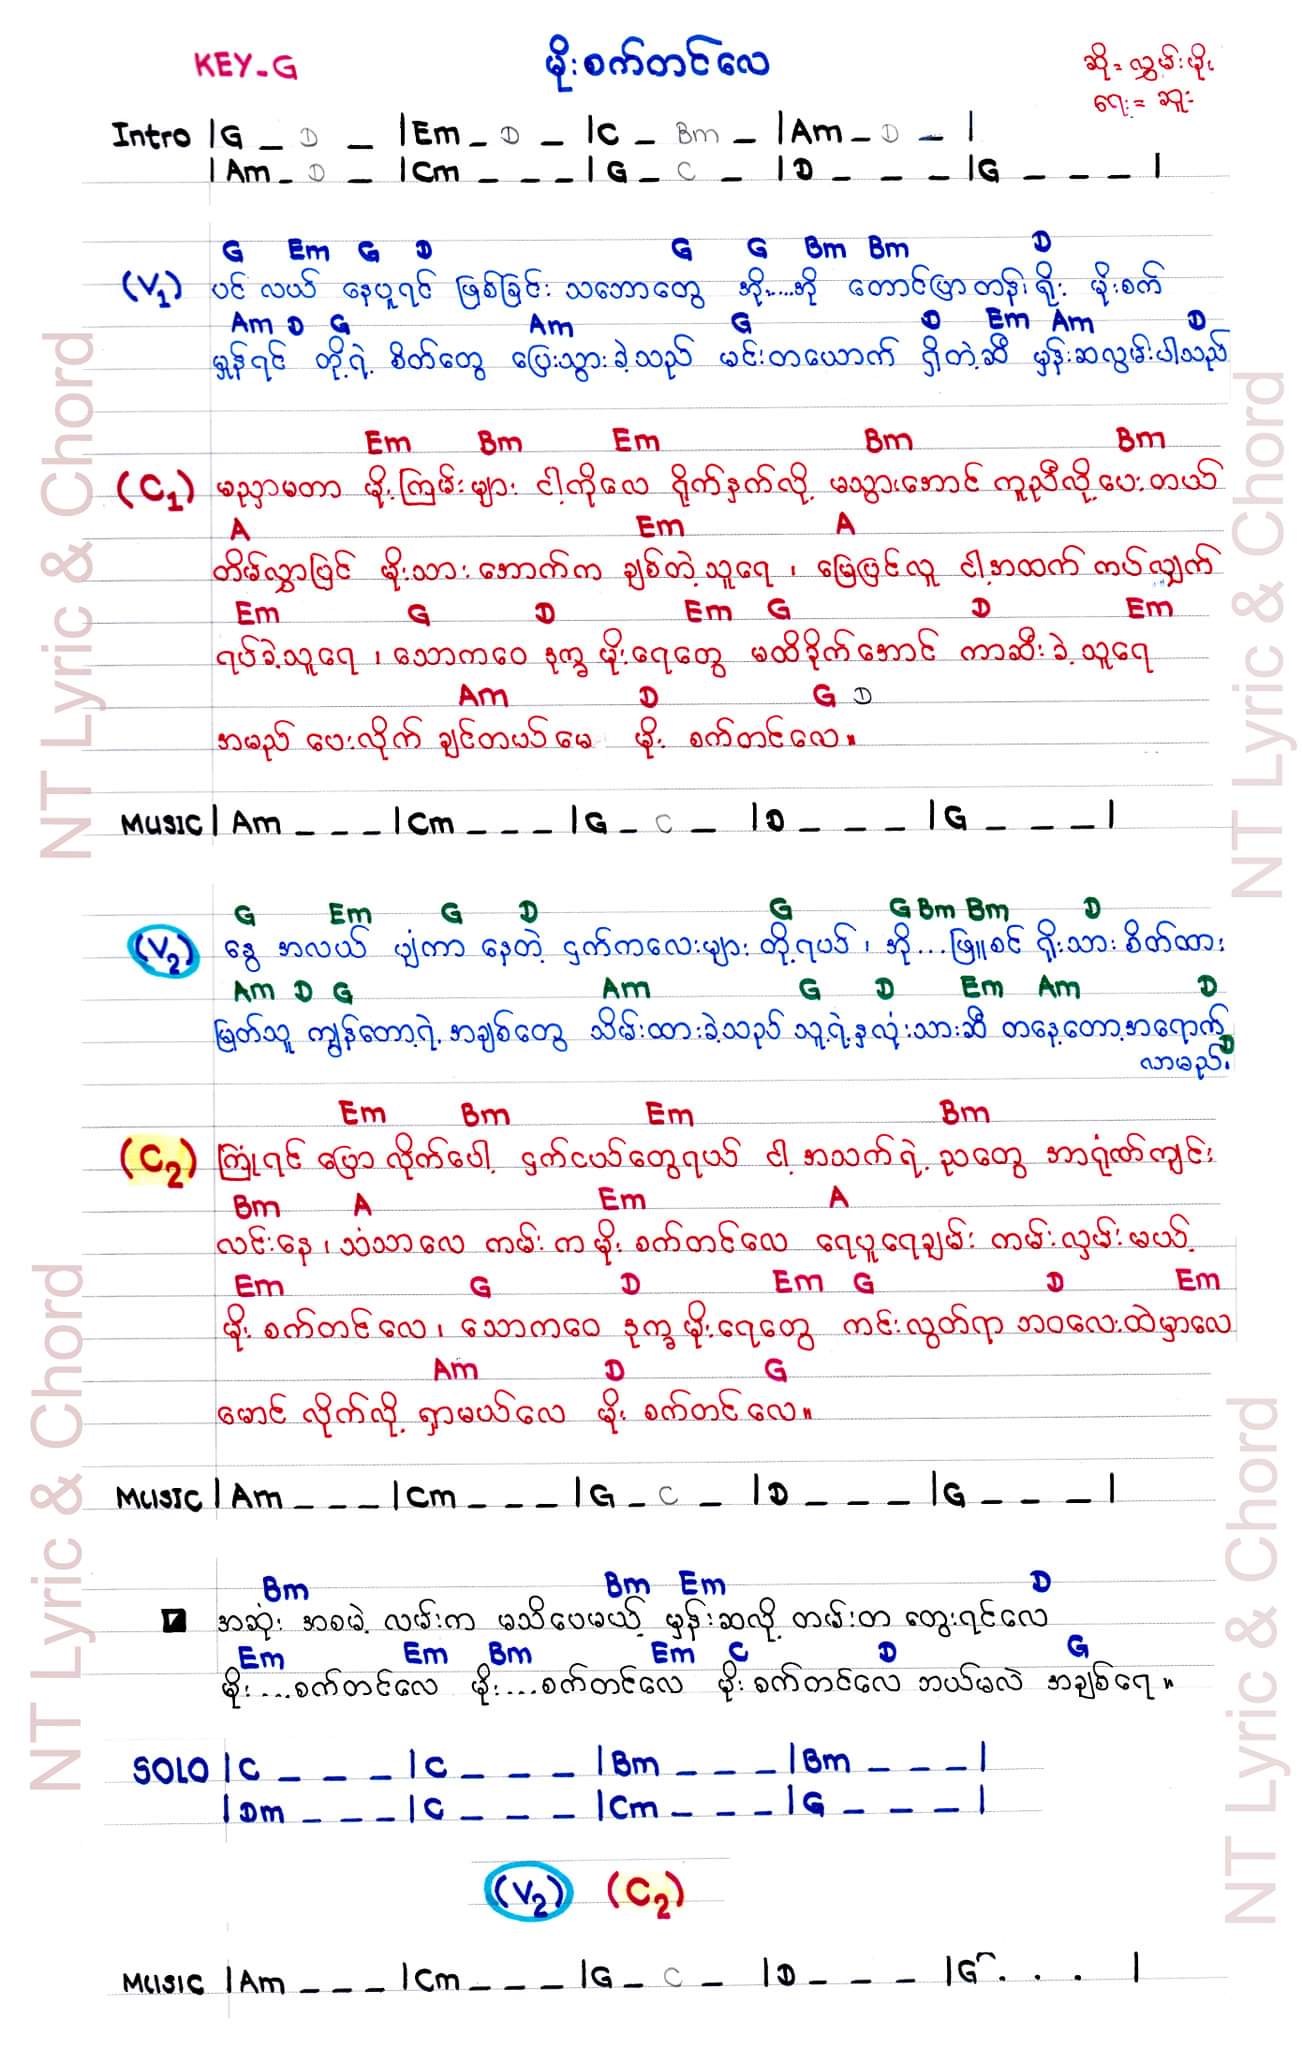 KEY-G
မိုးစက်တင်လေ
ဆို = လွှမ်းမိုး
ရေး = ဆူး
Intro |G _ D _ |Em _ D _ |C _ Bm _ |Am _ D _ |
|Am _ D _ |Cm _ _ _ |G _ C _ |D _ _ _ |G _ _ _ |
G Em G D G G Bm Bm D
(V1) ပင်လယ် နေပူရင် ဖြစ်ခြင်း သဘောတွေ အို.....အို တောင်ပြာတန်းရိုး မိုးစက်
Am D G Am G D Em Am D
မှုန်ရင် တို့ရဲ့ စိတ်တွေ ပြေးသွားခဲ့သည် မင်းတယောက် ရှိတဲ့ဆီ မှန်းဆလွမ်းပါသည်
Em Bm Em Bm Bm
(C1) မညှာမတာ မိုးကြမ်းများ ငါ့ကိုလေ ရိုက်နှက်လို့ မသွားအောင် ကူညီလို့ပေးတယ်
A Em A
တိမ်လွှာပြင် မိုးသားအောက်က ချစ်တဲ့သူရေ ၊ မြေပြင်လူ ငါ့အထက် ကပ်လျှက်
Em G D Em G D Em
ရပ်ခဲ့သူရေ ၊ သောကဝေ ဒုက္ခ မိုးရေတွေ မထိခိုက်အောင် ကာဆီးခဲ့သူရေ
Am D G D
အမည် ပေးလိုက် ချင်တယ်မေ မိုး စက်တင်လေ။
MUSIC |Am _ _ _ |Cm _ _ _ |G _ C _ |D _ _ _ |G _ _ _ |
G Em G D G G Bm Bm D
(V2) နွေ အလယ် ပျံကာ နေတဲ့ ငှက်ကလေးများ တို့ရယ် ၊ အို...ဖြူစင် ရိုးသား စိတ်ထား
Am D G Am G D Em Am D
မြတ်သူ ကျွန်တော့ရဲ့ အချစ်တွေ သိမ်းထားခဲ့သည် သူ့ရဲ့နှလုံးသားဆီ တနေ့တော့အရောက်
D
လာမည်.
Em Bm Em Bm
(C2) ကြုံရင် ပြောလိုက်ပေါ့ ငှက်ငယ်တွေရယ် ငါ့ အသက်ရဲ့ ညတွေ အာရုဏ်ကျင်း
Bm A Em A
လင်းနေ ၊ သံသာလေ ကမ်းက မိုး စက်တင်လေ ရေပူရေချမ်း ကမ်းလှမ်းမယ့်
Em G D Em G D Em
မိုး စက်တင်လေ ၊ သောကဝေ ဒုက္ခ မိုးရေတွေ ကင်းလွတ်ရာ ဘဝလေးထဲမှာလေ
Am D G
မောင် လိုက်လို့ ရှာမယ်လေ မိုး စက်တင်လေ။
MUSIC |Am _ _ _ |Cm _ _ _ |G _ C _ |D _ _ _ |G _ _ _ |
Bm Bm Em D
အဆုံး အစမဲ့ လမ်းက မသိပေမယ့် မှန်းဆလို့ တမ်းတ တွေးရင်လေ
Em Em Bm Em C D G
မိုး....စက်တင်လေ မိုး....စက်တင်လေ မိုးစက်တင်လေ ဘယ်မလဲ အချစ်ရေ။
SOLO |C _ _ _ |C _ _ _ |Bm _ _ _ |Bm _ _ _ |
|Dm _ _ _ |C _ _ _ |Cm _ _ _ |G _ _ _ |
(V2) (C2)
MUSIC |Am _ _ _ |Cm _ _ _ |G _ C _ |D _ _ _ |G . . . |
NT Lyric & Chord
NT Lyric & Chord
NT Lyric & Chord
NT Lyric & Chord